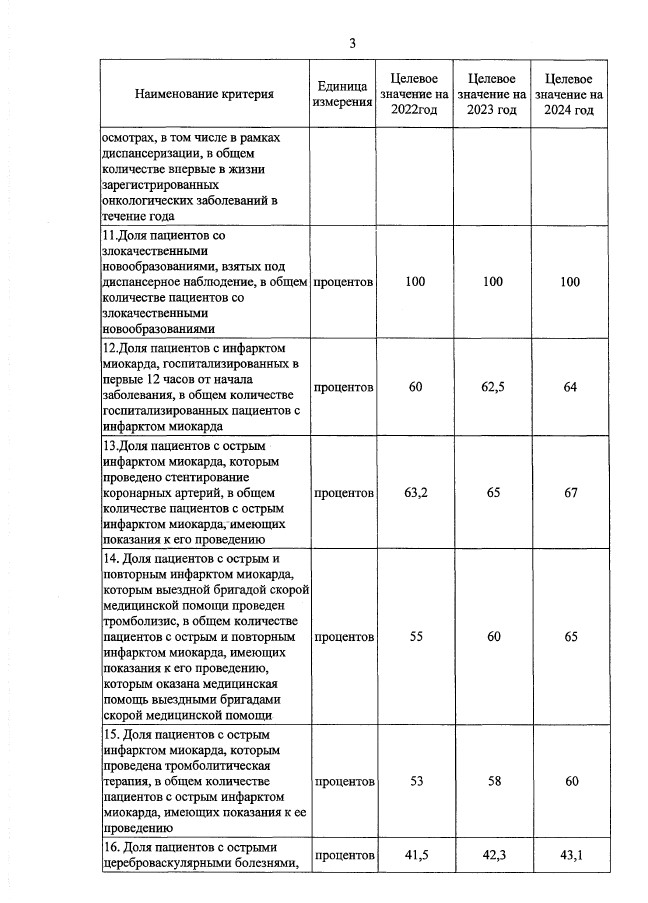 3
Наименование критерия
Единица
измерения
Целевое
значение на
2022год
Целевое
значение на
2023 год
Целевое
значение на
2024 год
осмотрах, в том числе в рамках
диспансеризации, в общем
количестве впервые в жизни
зарегистрированных
онкологических заболеваний в
течение года
11.Доля пациентов со
злокачественными
новообразованиями, взятых под
диспансерное наблюдение, в общем
количестве пациентов со
злокачественными
новообразованиями
процентов
100
100
100
12.Доля пациентов с инфарктом
миокарда, госпитализированных в
первые 12 часов от начала
заболевания, в общем количестве
госпитализированных пациентов с
инфарктом миокарда
процентов
60
62,5
64
13.Доля пациентов с острым
инфарктом миокарда, которым
проведено стентирование
коронарных артерий, в общем
количестве пациентов с острым
инфарктом миокарда, имеющих
показания к его проведению
процентов
63,2
65
67
14. Доля пациентов с острым и
повторным инфарктом миокарда,
которым выездной бригадой скорой
медицинской помощи проведен
тромболизис, в общем количестве
пациентов с острым и повторным
инфарктом миокарда, имеющих
показания к его проведению,
которым оказана медицинская
помощь выездными бригадами
скорой медицинской помощи
процентов
55
60
65
15. Доля пациентов с острым
инфарктом миокарда, которым
проведена тромболитическая
терапия, в общем количестве
пациентов с острым инфарктом
миокарда, имеющих показания к ее
проведению
процентов
53
58
60
16. Доля пациентов с острыми
цереброваскулярными болезнями,
процентов
41,5
42,3
43,1